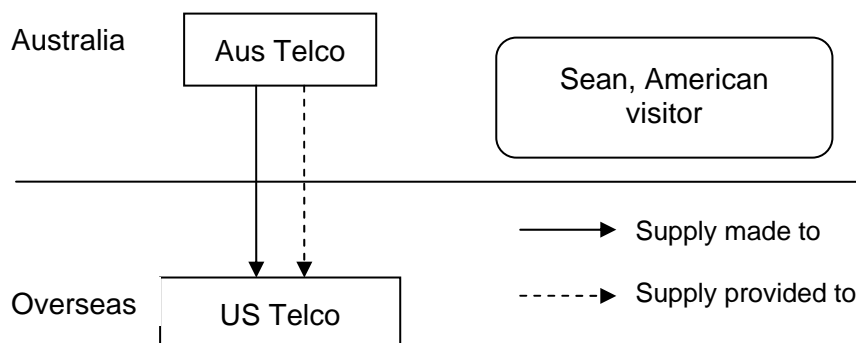 Australia
Aus Telco
Sean, American
visitor
Supply made to
Overseas
US Telco
Supply provided to